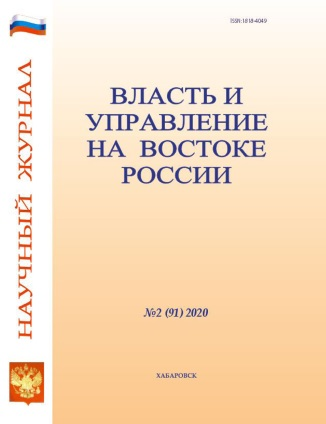 ISSN:1818-4049
НАУЧНЫЙ ЖУРНАЛ
ВЛАСТЬ И
УПРАВЛЕНИЕ
НА ВОСТОКЕ
РОССИИ
№2 (91) 2020
ХАБАРОВСК